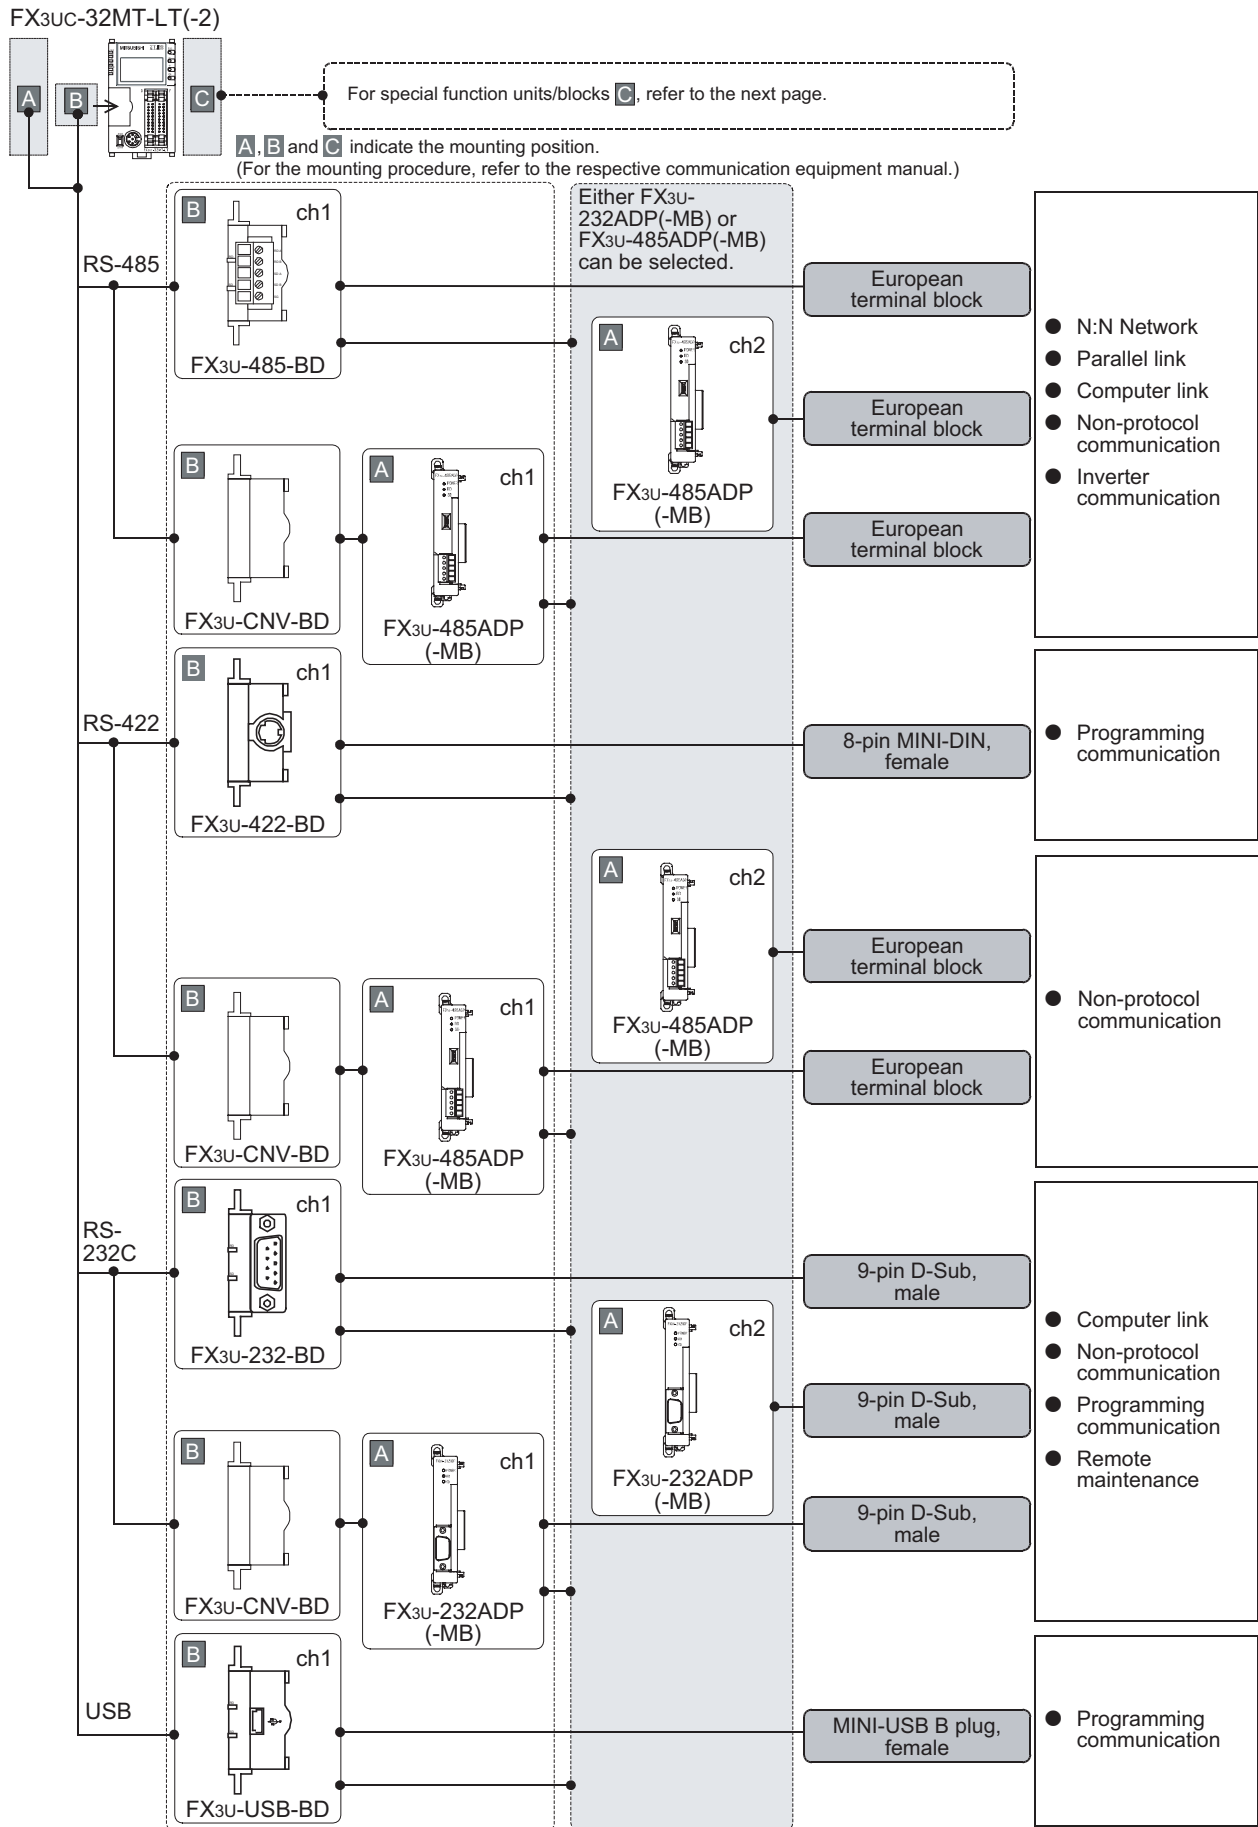 FX3UC-32MT-LT(-2)
A
B
C
For special function units/blocks C, refer to the next page.
A, B and C indicate the mounting position.
(For the mounting procedure, refer to the respective communication equipment manual.)
RS-485
B
ch1
FX3U-485-BD
Either FX3U-
232ADP(-MB) or
FX3U-485ADP(-MB)
can be selected.
European
terminal block
A
ch2
FX3U-485ADP
(-MB)
European
terminal block
B
FX3U-CNV-BD
A
ch1
FX3U-485ADP
(-MB)
European
terminal block
● N:N Network
● Parallel link
● Computer link
● Non-protocol
communication
● Inverter
communication
RS-422
B
ch1
FX3U-422-BD
8-pin MINI-DIN,
female
● Programming
communication
A
ch2
FX3U-485ADP
(-MB)
European
terminal block
B
FX3U-CNV-BD
A
ch1
FX3U-485ADP
(-MB)
European
terminal block
● Non-protocol
communication
RS-
232C
B
ch1
FX3U-232-BD
9-pin D-Sub,
male
A
ch2
FX3U-232ADP
(-MB)
9-pin D-Sub,
male
B
FX3U-CNV-BD
A
ch1
FX3U-232ADP
(-MB)
9-pin D-Sub,
male
● Computer link
● Non-protocol
communication
● Programming
communication
● Remote
maintenance
USB
B
ch1
FX3U-USB-BD
MINI-USB B plug,
female
● Programming
communication